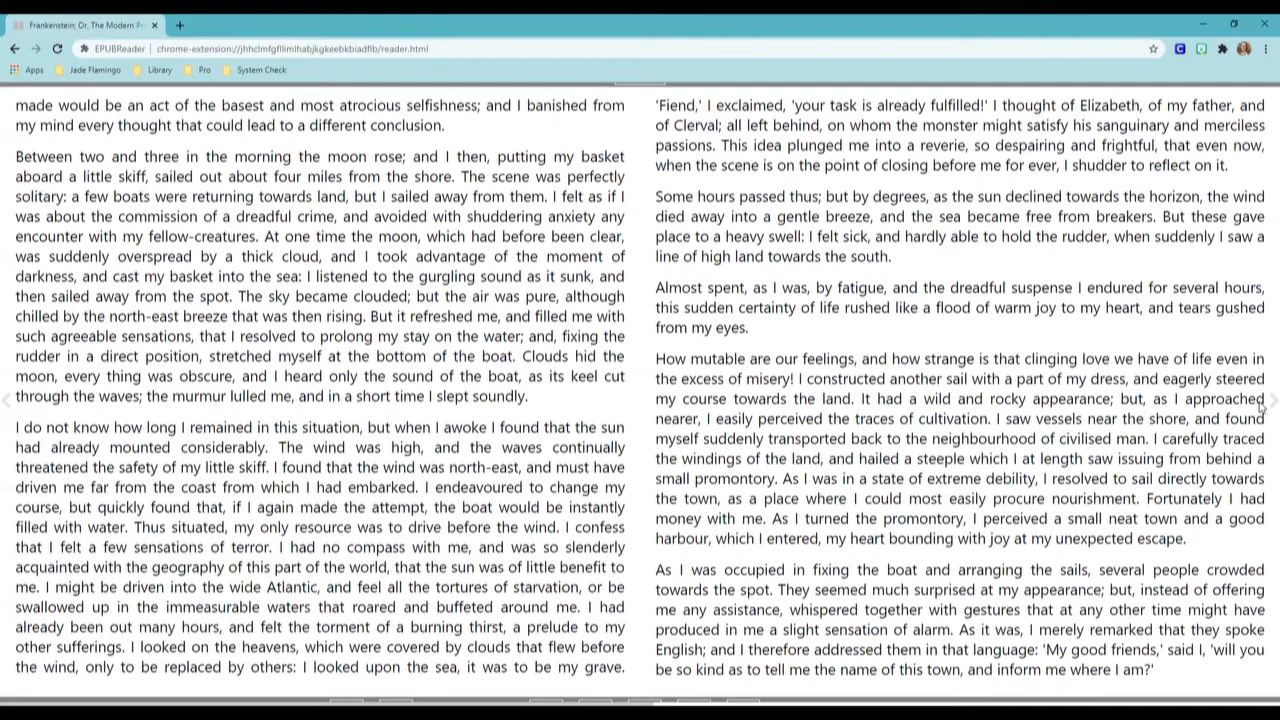 Frankenstein; Or, The Modern Pr
EPUBReader
chrome-extension://jhhclmfgfllimlhabjkgkeebkbiadflb/reader.html
Apps
Jade Flamingo
Library
Pro
System Check
made would be an act of the basest and most atrocious selfishness; and I banished from
my mind every thought that could lead to a different conclusion.
Between two and three in the morning the moon rose; and I then, putting my basket
aboard a little skiff, sailed out about four miles from the shore. The scene was perfectly
solitary: a few boats were returning towards land, but I sailed away from them. I felt as if I
was about the commission of a dreadful crime, and avoided with shuddering anxiety any
encounter with my fellow-creatures. At one time the moon, which had before been clear,
was suddenly overspread by a thick cloud, and I took advantage of the moment of
darkness, and cast my basket into the sea: I listened to the gurgling sound as it sunk, and
then sailed away from the spot. The sky became clouded; but the air was pure, although
chilled by the north-east breeze that was then rising. But it refreshed me, and filled me with
such agreeable sensations, that I resolved to prolong my stay on the water; and, fixing the
rudder in a direct position, stretched myself at the bottom of the boat. Clouds hid the
moon, every thing was obscure, and I heard only the sound of the boat, as its keel cut
through the waves; the murmur lulled me, and in a short time I slept soundly.
I do not know how long I remained in this situation, but when I awoke I found that the sun
had already mounted considerably. The wind was high, and the waves continually
threatened the safety of my little skiff. I found that the wind was north-east, and must have
driven me far from the coast from which I had embarked. I endeavoured to change my
course, but quickly found that, if I again made the attempt, the boat would be instantly
filled with water. Thus situated, my only resource was to drive before the wind. I confess
that I felt a few sensations of terror. I had no compass with me, and was so slenderly
acquainted with the geography of this part of the world, that the sun was of little benefit to
me. I might be driven into the wide Atlantic, and feel all the tortures of starvation, or be
swallowed up in the immeasurable waters that roared and buffeted around me. I had
already been out many hours, and felt the torment of a burning thirst, a prelude to my
other sufferings. I looked on the heavens, which were covered by clouds that flew before
the wind, only to be replaced by others: I looked upon the sea, it was to be my grave.
'Fiend,' I exclaimed, 'your task is already fulfilled!' I thought of Elizabeth, of my father, and
of Clerval; all left behind, on whom the monster might satisfy his sanguinary and merciless
passions. This idea plunged me into a reverie, so despairing and frightful, that even now,
when the scene is on the point of closing before me for ever, I shudder to reflect on it.
Some hours passed thus; but by degrees, as the sun declined towards the horizon, the wind
died away into a gentle breeze, and the sea became free from breakers. But these gave
place to a heavy swell: I felt sick, and hardly able to hold the rudder, when suddenly I saw a
line of high land towards the south.
Almost spent, as I was, by fatigue, and the dreadful suspense I endured for several hours,
this sudden certainty of life rushed like a flood of warm joy to my heart, and tears gushed
from my eyes.
How mutable are our feelings, and how strange is that clinging love we have of life even in
the excess of misery! I constructed another sail with a part of my dress, and eagerly steered
my course towards the land. It had a wild and rocky appearance; but, as I approached
nearer, I easily perceived the traces of cultivation. I saw vessels near the shore, and found
myself suddenly transported back to the neighbourhood of civilised man. I carefully traced
the windings of the land, and hailed a steeple which I at length saw issuing from behind a
small promontory. As I was in a state of extreme debility, I resolved to sail directly towards
the town, as a place where I could most easily procure nourishment. Fortunately I had
money with me. As I turned the promontory, I perceived a small neat town and a good
harbour, which I entered, my heart bounding with joy at my unexpected escape.
As I was occupied in fixing the boat and arranging the sails, several people crowded
towards the spot. They seemed much surprised at my appearance; but, instead of offering
me any assistance, whispered together with gestures that at any other time might have
produced in me a slight sensation of alarm. As it was, I merely remarked that they spoke
English; and I therefore addressed them in that language: 'My good friends,' said I, 'will you
be so kind as to tell me the name of this town, and inform me where I am?'